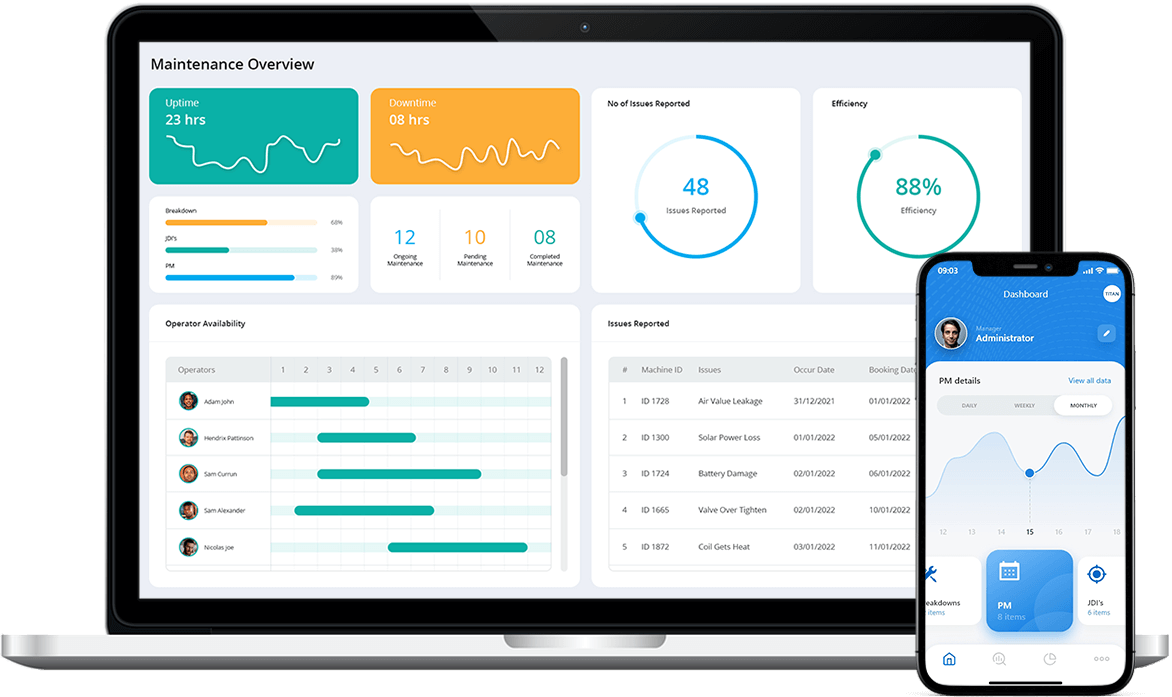 Maintenance Overview
Uptime
23 hrs
Downtime
08 hrs
No of Issues Reported
48
Issues Reported
Efficiency
88%
Efficiency
Breakdown
68%
JDI's
38%
PM
89%
12
Ongoing
Maintenance
10
Pending
Maintenance
08
Completed
Maintenance
Operator Availability
Operators 1 2 3 4 5 6 7 8 9 10 11 12
Adam John
Hendrix Pattinson
Sam Currun
Sam Alexander
Nicolas Joe
Issues Reported
# Machine ID Issues Occur Date Booking Date
1 ID 1728 Air Value Leakage 31/12/2021 01/01/2022
2 ID 1300 Solar Power Loss 01/01/2022 05/01/2022
3 ID 1724 Battery Damage 02/01/2022 06/01/2022
4 ID 1665 Valve Over Tighten 02/01/2022 10/01/2022
5 ID 1872 Coil Gets Heat 03/01/2022 11/01/2022
09:03
Dashboard
TITAN
Manager
Administrator
PM details
View all data
DAILY WEEKLY MONTHLY
12 13 14 15 16 17 18
eakdowns
items
PM
8 items
JDI's
6 items